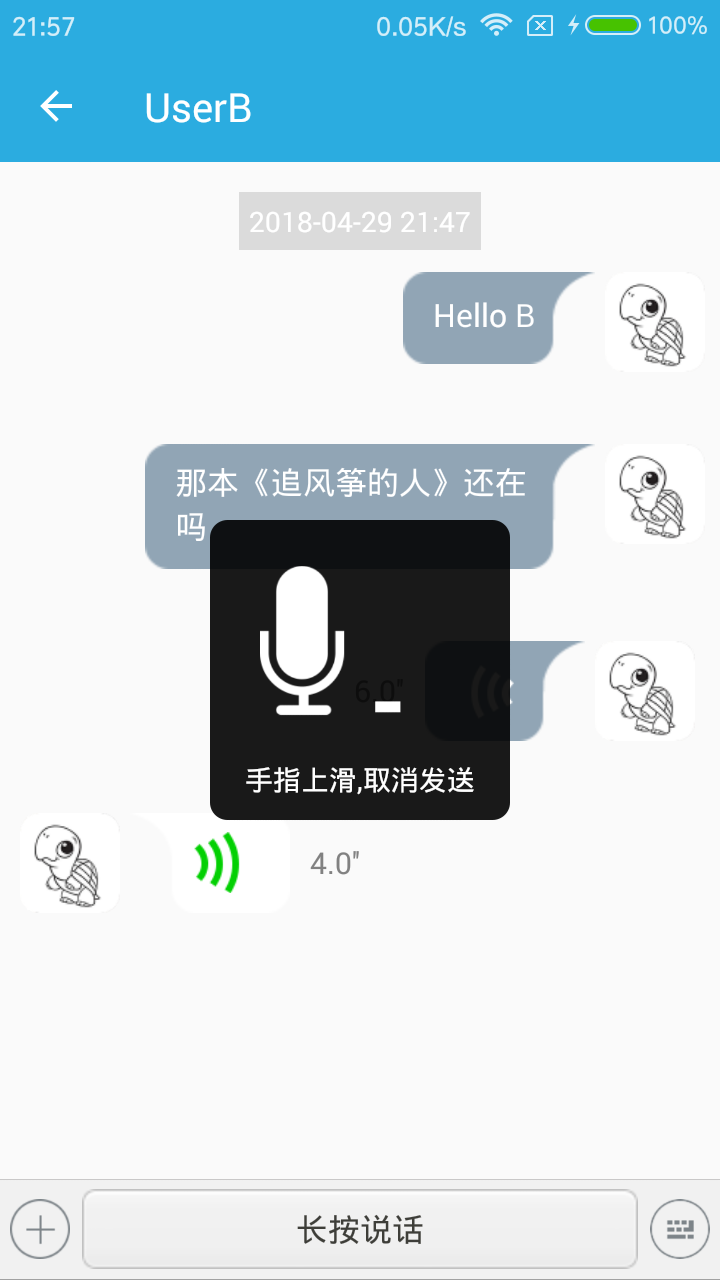 21:57 0.05K/s 100%
UserB
2018-04-29 21:47
Hello B
那本《追风筝的人》还在
吗
6.0"
手指上滑,取消发送
4.0"
长按说话